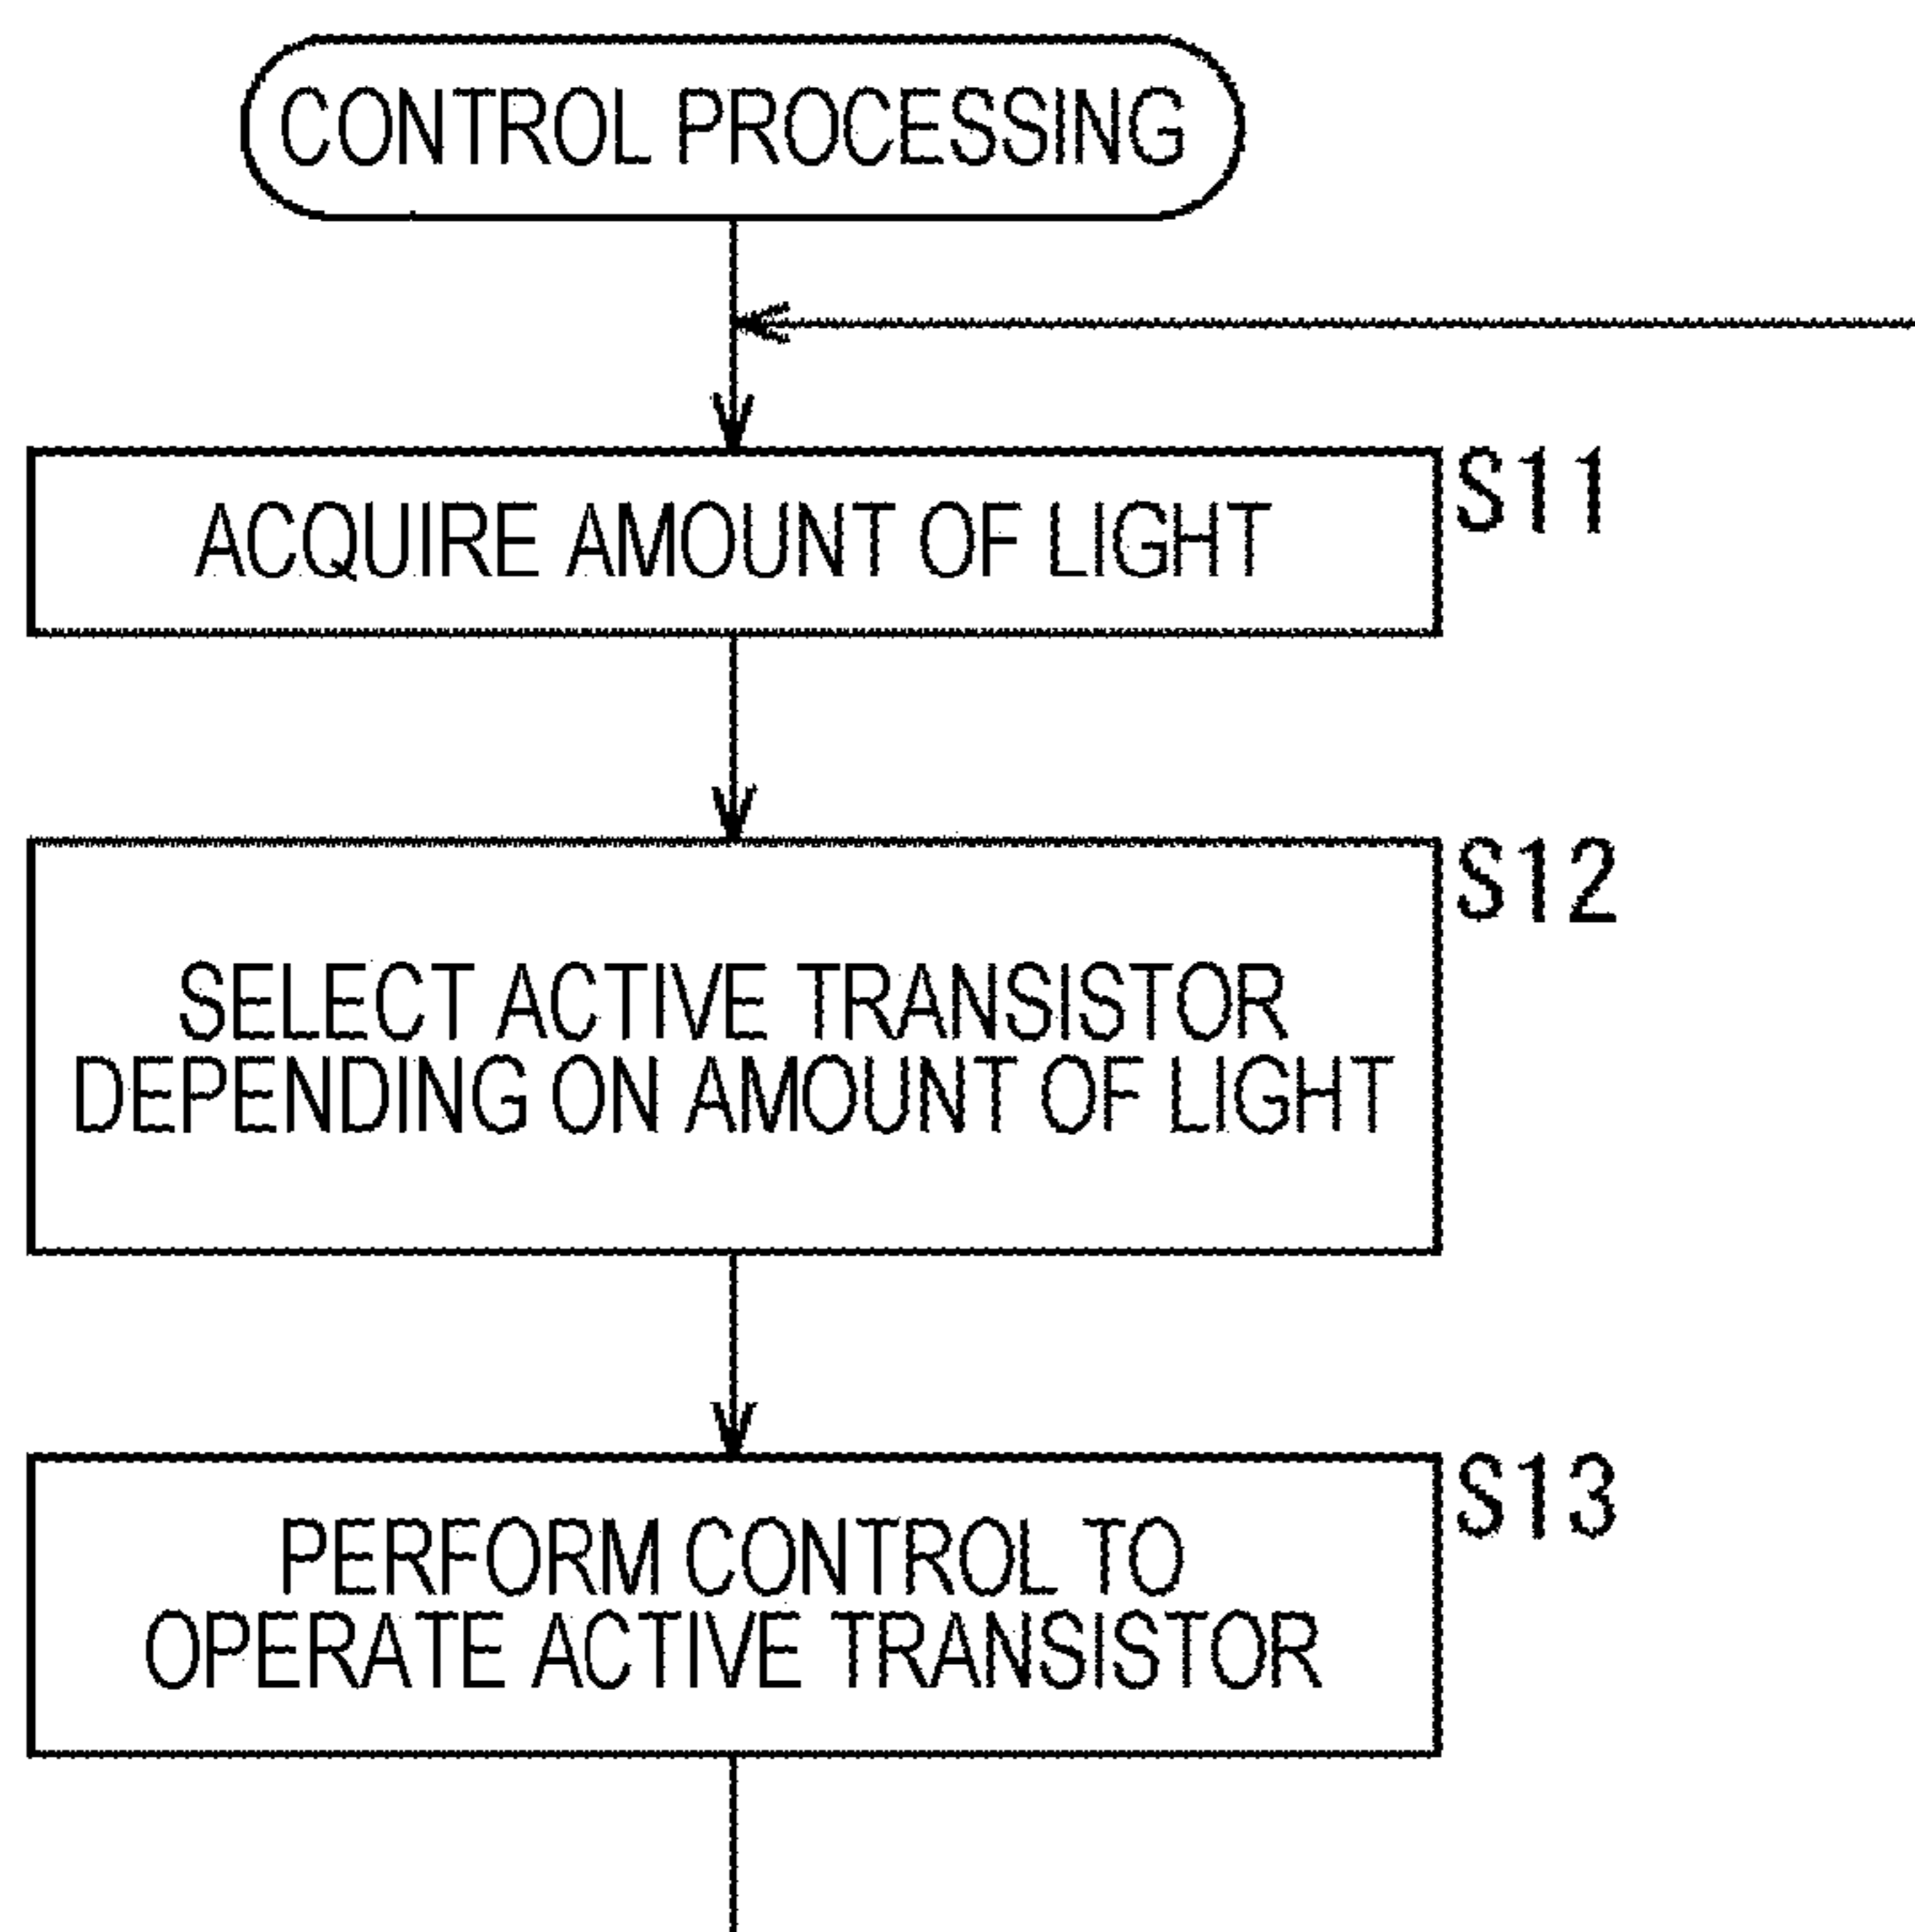 CONTROL PROCESSING
S11
ACQUIRE AMOUNT OF LIGHT
S12
SELECT ACTIVE TRANSISTOR
DEPENDING ON AMOUNT OF LIGHT
S13
PERFORM CONTROL TO
OPERATE ACTIVE TRANSISTOR